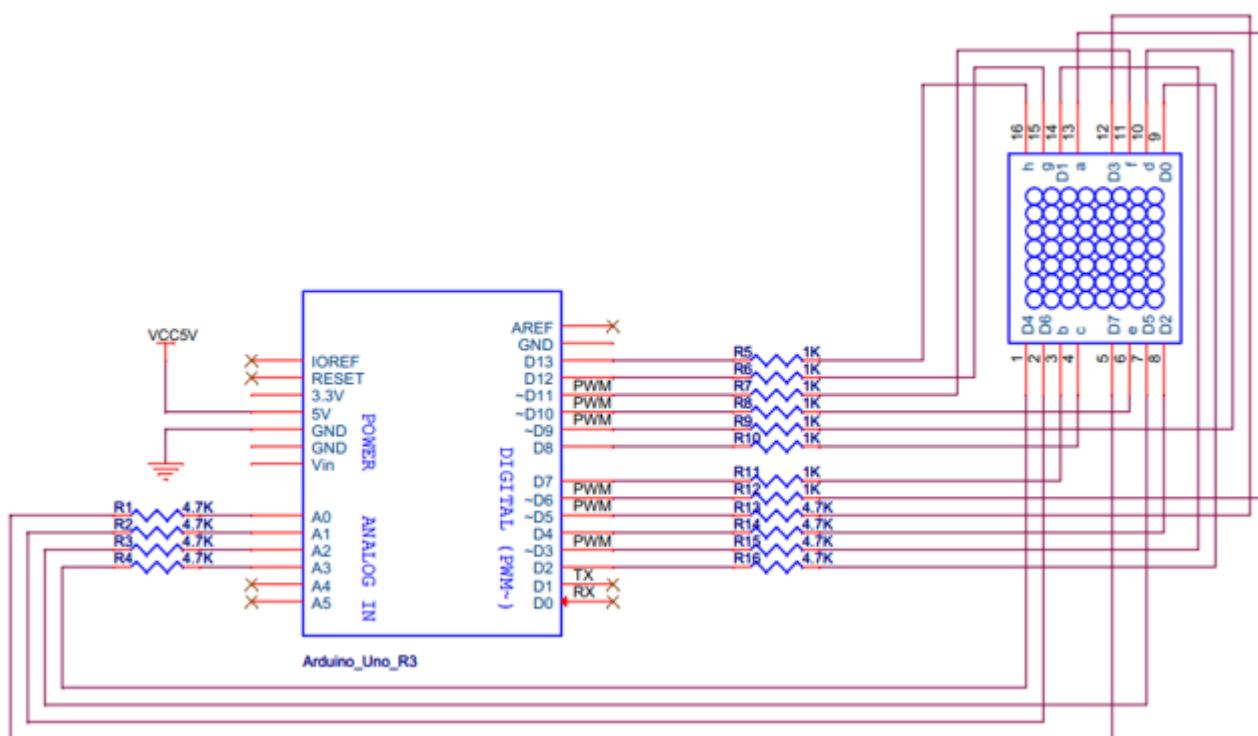 16 15 14 13 12 11 10 9
h g D1 a D3 f d D0
D4 D6 b c D7 e D5 D2
1 2 3 4 5 6 7 8
VCC5V
IOREF
RESET
3.3V
5V
GND
GND
Vin
POWER
A0
A1
A2
A3
A4
A5
ANALOG IN
R1 4.7K
R2 4.7K
R3 4.7K
R4 4.7K
AREF
GND
D13
D12
~D11 PWM
~D10 PWM
~D9 PWM
D8
D7
~D6 PWM
~D5 PWM
D4
~D3 PWM
D2
D1 TX
D0 RX
DIGITAL (PWM~)
R5 1K
R6 1K
R7 1K
R8 1K
R9 1K
R10 1K
R11 1K
R12 1K
R13 4.7K
R14 4.7K
R15 4.7K
R16 4.7K
Arduino_Uno_R3